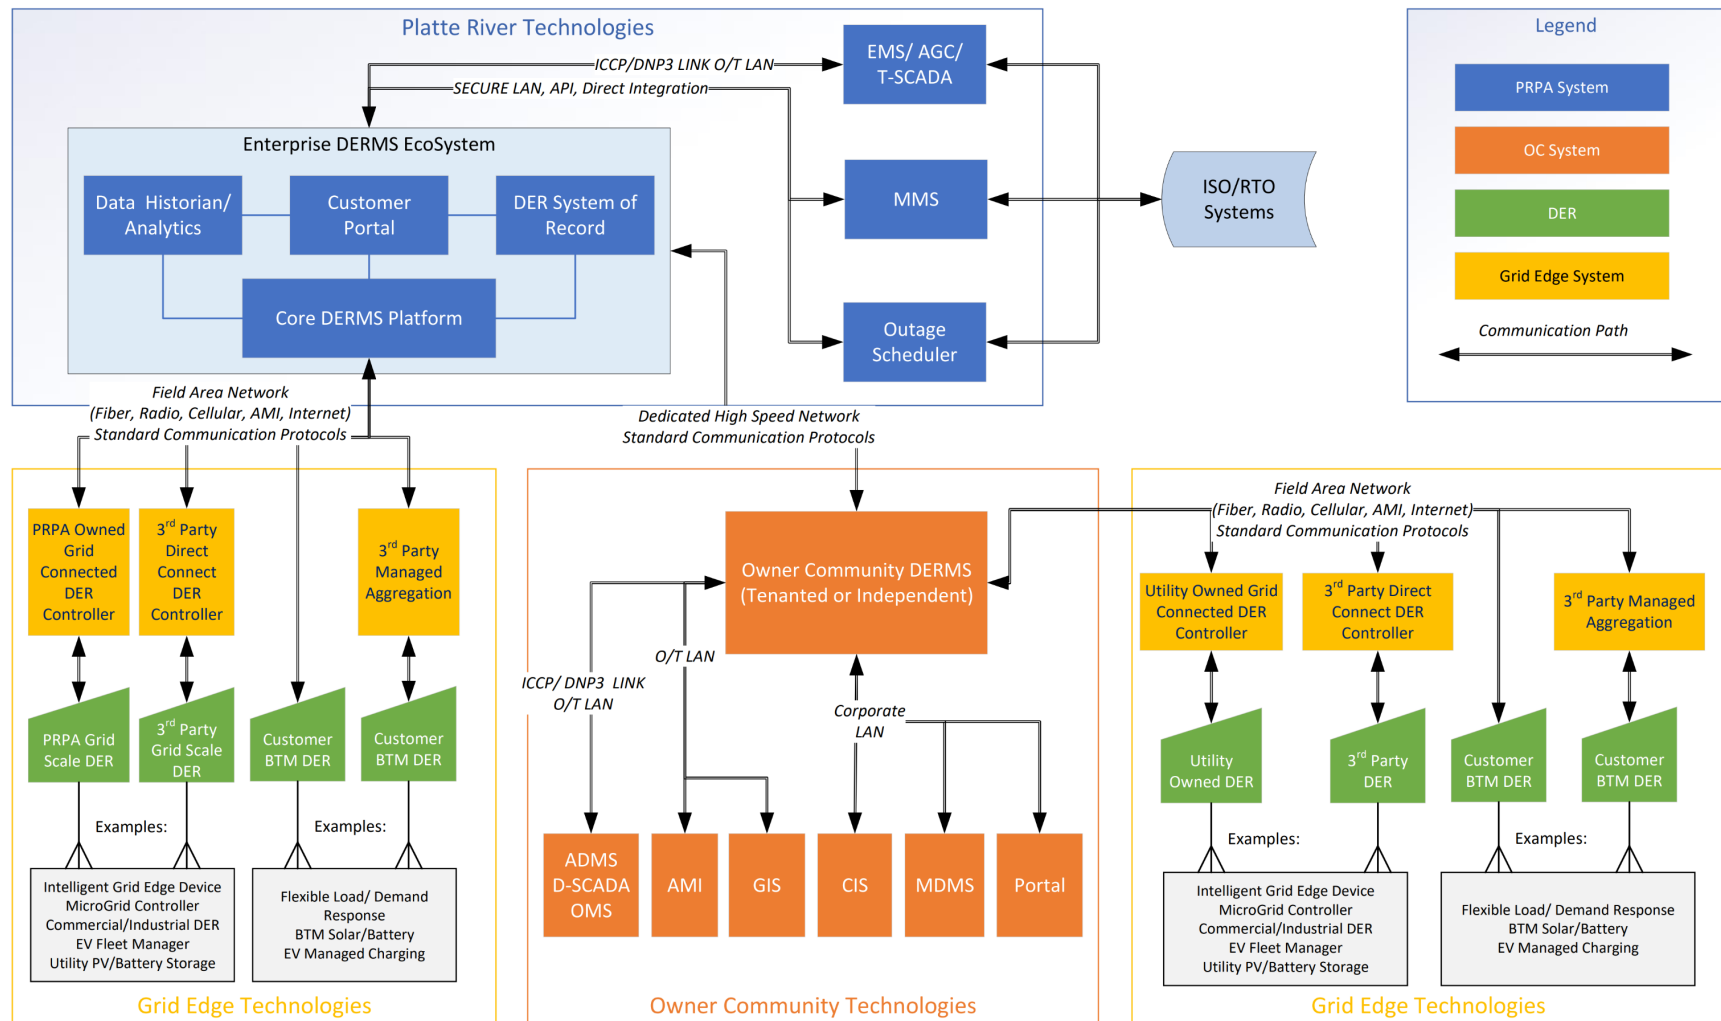 Platte River Technologies
ICCP/DNP3 LINK O/T LAN
SECURE LAN, API, Direct Integration
EMS/ AGC/
T-SCADA
Enterprise DERMS EcoSystem
Data Historian/
Analytics
Customer
Portal
DER System of
Record
Core DERMS Platform
MMS
Outage
Scheduler
ISO/RTO
Systems
Legend
PRPA System
OC System
DER
Grid Edge System
Communication Path
Field Area Network
(Fiber, Radio, Cellular, AMI, Internet)
Standard Communication Protocols
Dedicated High Speed Network
Standard Communication Protocols
PRPA Owned
Grid
Connected
DER
Controller
3rd Party
Direct
Connect
DER
Controller
3rd Party
Managed
Aggregation
PRPA Grid
Scale DER
3rd Party
Grid Scale
DER
Customer
BTM DER
Customer
BTM DER
Examples:
Examples:
Intelligent Grid Edge Device
MicroGrid Controller
Commercial/Industrial DER
EV Fleet Manager
Utility PV/Battery Storage
Flexible Load/ Demand
Response
BTM Solar/Battery
EV Managed Charging
Grid Edge Technologies
Owner Community DERMS
(Tenanted or Independent)
ICCP/ DNP3 LINK
O/T LAN
O/T LAN
Corporate
LAN
ADMS
D-SCADA
OMS
AMI
GIS
CIS
MDMS
Portal
Owner Community Technologies
Field Area Network
(Fiber, Radio, Cellular, AMI, Internet)
Standard Communication Protocols
Utility Owned Grid
Connected DER
Controller
3rd Party Direct
Connect DER
Controller
3rd Party Managed
Aggregation
Utility
Owned DER
3rd Party
DER
Customer
BTM DER
Customer
BTM DER
Examples:
Examples:
Intelligent Grid Edge Device
MicroGrid Controller
Commercial/Industrial DER
EV Fleet Manager
Utility PV/Battery Storage
Flexible Load/ Demand Response
BTM Solar/Battery
EV Managed Charging
Grid Edge Technologies